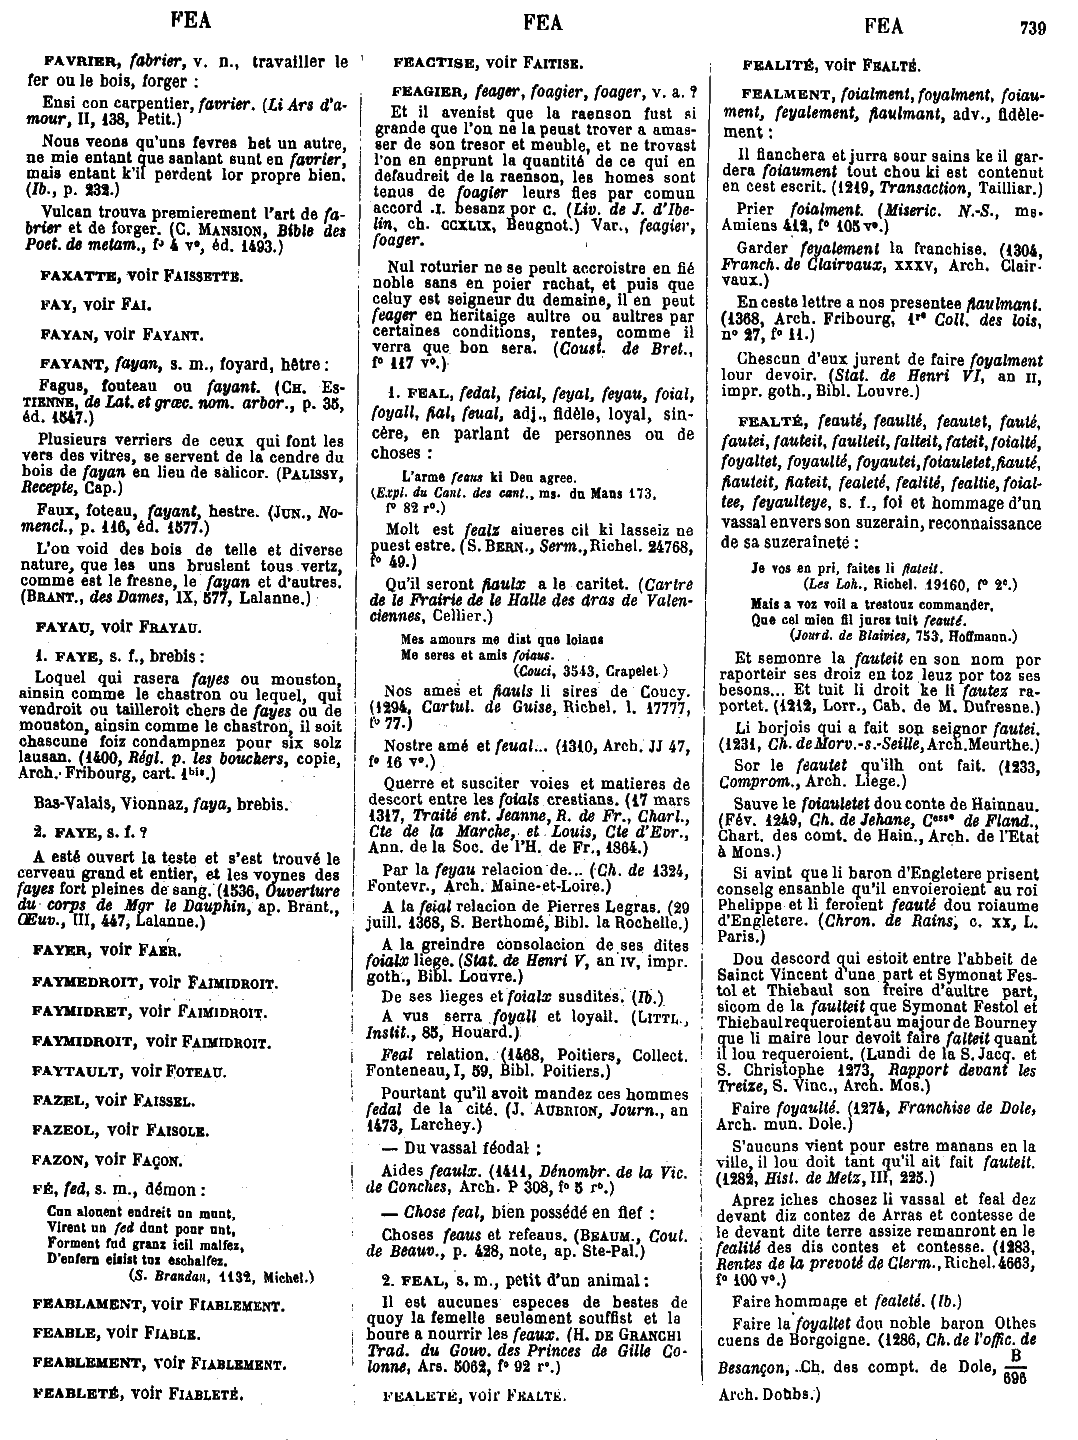 FEA
FEA
FEA
739
FAVRIER, fabrier, v. n., travailler le
fer ou le bois, forger :
Ensi con carpentier, favrier. (Li Ars d'a-
mour, II, 138, Petit.)
Nous veons qu'uns fevres het un autre,
ne mie entant que sanlant sunt en favrier,
mais entant k'il perdent lor propre bien.
(Ib., p. 232.)
Vulcan trouva premierement l'art de fa-
brier et de forger. (C. MANSION, Bible des
Poet. de metam., f° 4 v°, éd. 1493.)
FAXATTE, voir FAISSETTE.
FAY, voir FAI.
FAYAN, voir FAYANT.
FAYANT, fayan, s. m., foyard, hêtre :
Fagus, fouteau ou fayant. (CH. ES-
TIENNE, de Lat. et græc. nom. arbor., p. 35,
éd. 1547.)
Plusieurs verriers de ceux qui font les
vers des vitres, se servent de la cendre du
bois de fayan en lieu de salicor. (PALISSY,
Recepte, Cap.)
Faux, foteau, fayant, hestre. (JUN., No-
mencl., p. 116, éd. 1577.)
L'on void des bois de telle et diverse
nature, que les uns bruslent tous vertz,
comme est le fresne, le fayan et d'autres.
(BRANT., des Dames, IX, 577, Lalanne.)
FAYAU, voir FRAYAU.
1. FAYE, s. f., brebis :
Loquel qui rasera fayes ou mouston,
ainsin comme le chastron ou lequel, qui
vendroit ou tailleroit chers de fayes ou de
mouston, ainsin comme le chastron, il soit
chascune foiz condampnez pour six solz
lausan. (1400, Régl. p. les bouchers, copie,
Arch. Fribourg, cart. 1bis.)
Bas-Valais, Vionnaz, faya, brebis.
2. FAYE, s. f. ?
A esté ouvert la teste et s'est trouvé le
cerveau grand et entier, et les voynes des
fayes fort pleines de sang. (1536, Ouverture
du corps de Mgr le Dauphin, ap. Brant.,
Œuv., III, 447, Lalanne.)
FAYER, voir FAER.
FAYMEDROIT, voir FAIMIDROIT.
FAYMIDRET, voir FAIMIDROIT.
FAYMIDROIT, voir FAIMIDROIT.
FAYTAULT, voir FOTEAU.
FAZEL, voir FAISSEL.
FAZEOL, voir FAISOLE.
FAZON, voir FAÇON.
FÉ, fed, s. m., démon :
Cun alouent endreit un munt,
Virent un fed dunt pour unt,
Forment fud granz icil malfez,
D'enfern eisist tuz eschalfez.
(S. Brandan, 1132, Michel.)
FEABLAMENT, voir FIABLEMENT.
FEABLE, voir FIABLE.
FEABLEMENT, voir FIABLEMENT.
FEABLETÉ, voir FIABLETÉ.
FEACTISE, voir FAITISE.
FEAGIER, feager, foagier, foager, v. a. ?
Et il avenist que la raenson fust si
grande que l'on ne la peust trover a amas-
ser de son tresor et meuble, et ne trovast
l'on en enprunt la quantité de ce qui en
defaudreit de la raenson, les homes sont
tenus de foagier leurs fles par comun
accord .I. besanz por C. (Liv. de J. d'Ibe-
lin, ch. CCXLIX, Beugnot.) Var., feagier,
foager.
Nul roturier ne se peult accroistre en fié
noble sans en poier rachat, et puis que
celuy est seigneur du demaine, il en peut
feager en heritaige aultre ou aultres par
certaines conditions, rentes, comme il
verra que bon sera. (Coust. de Bret.,
f° 117 v°.)
1. FEAL, fedal, feial, feyal, feyau, foial,
foyall, fial, feual, adj., fidèle, loyal, sin-
cère, en parlant de personnes ou de
choses :
L'arme feaus ki Deu agree.
(Expl. du Cant. des cant., ms. du Mans 173,
f° 82 r°.)
Molt est fealz aiueres cil ki lasseiz ne
puest estre. (S. BERN., Serm., Richel. 24768,
f° 49.)
Qu'il seront fiaulx a le caritet. (Cartre
de le Frairie de le Halle des dras de Valen-
ciennes, Cellier.)
Mes amours me dist que loiaus
Me seres et amis foiaus.
(Couci, 3543, Crapelet.)
Nos ames et fiauls li sires de Coucy.
(1294, Cartul. de Guise, Richel. l. 17777,
f° 77.)
Nostre amé et feual... (1310, Arch. JJ 47,
f° 16 v°.)
Querre et susciter voies et matieres de
descort entre les foials crestians. (17 mars
1317, Traité ent. Jeanne, R. de Fr., Charl.,
Cte de la Marche, et Louis, Cte d'Evr.,
Ann. de la Soc. de l'H. de Fr., 1864.)
Par la feyau relacion de... (Ch. de 1324,
Fontevr., Arch. Maine-et-Loire.)
A la feial relacion de Pierres Legras. (29
juill. 1368, S. Berthomé, Bibl. la Rochelle.)
A la greindre consolacion de ses dites
foialx liege. (Stat. de Henri V, an IV, impr.
goth., Bibl. Louvre.)
De ses lieges et foialx susdites. (Ib.)
A vus serra foyall et loyall. (LITTL.,
Instit., 85, Houard.)
Feal relation. (1468, Poitiers, Collect.
Fonteneau, I, 59, Bibl. Poitiers.)
Pourtant qu'il avoit mandez ces hommes
fedal de la cité. (J. AUBRION, Journ., an
1473, Larchey.)
— Du vassal féodal :
Aides feaulx. (1411, Dénombr. de la Vic.
de Conches, Arch. P 308, f° 5 r°.)
— Chose feal, bien possédé en fief :
Choses feaus et refeaus. (BEAUM., Cout.
de Beauv., p. 428, note, ap. Ste-Pal.)
2. FEAL, s. m., petit d'un animal :
Il est aucunes especes de bestes de
quoy la femelle seulement souffist et la
boure a nourrir les feaux. (H. DE GRANCHI
Trad. du Gouv. des Princes de Gille Co-
lonne, Ars. 5062, f° 92 r°.)
FEALETÉ, voir FEALTÉ.
FEALITÉ, voir FEALTÉ.
FEALMENT, foialment, foyalment, foiau-
ment, feyalement, fiaulmant, adv., fidèle-
ment :
Il fianchera et jurra sour sains ke il gar-
dera foiaument tout chou ki est contenut
en cest escrit. (1219, Transaction, Tailliar.)
Prier foialment. (Miseric. N.-S., ms.
Amiens 412, f° 105 v°.)
Garder feyalement la franchise. (1304,
Franch. de Clairvaux, XXXV, Arch. Clair-
vaux.)
En ceste lettre a nos presentee fiaulmant.
(1368, Arch. Fribourg, 1re Coll. des lois,
n° 27, f° 11.)
Chescun d'eux jurent de faire foyalment
lour devoir. (Stat. de Henri VI, an II,
impr. goth., Bibl. Louvre.)
FEALTÉ, feauté, feaulté, feautet, fauté,
fautei, fauteit, faulteit, falteit, fateit, foialté,
foyaltet, foyaulté, foyautei, foiauletet, fiauté,
fiauteit, fiateit, fealeté, fealité, fealtie, foial-
tee, feyaulteye, s. f., foi et hommage d'un
vassal envers son suzerain, reconnaissance
de sa suzeraineté :
Je vos en pri, faites li fiateit.
(Les Loh., Richel. 19160, f° 2c.)
Mais a voz voil a trestouz commander,
Que cel mien fil jurez tuit feauté.
(Jourd. de Blaivies, 753, Hoffmann.)
Et semonre la fauteit en son nom por
raporteir ses droiz en toz leuz por toz ses
besons... Et tuit li droit ke li fautez ra-
portet. (1212, Lorr., Cab. de M. Dufresne.)
Li borjois qui a fait son seignor fautei.
(1231, Ch. de Morv.-s.-Seille, Arch. Meurthe.)
Sor le feautet qu'ilh ont fait. (1233,
Comprom., Arch. Liege.)
Sauve le foiauletet dou conte de Hainnau.
(Fév. 1249, Ch. de Jehane, Cesse de Fland.,
Chart. des comt. de Hain., Arch. de l'Etat
à Mons.)
Si avint que li baron d'Engletere prisent
conselg ensanble qu'il envoieroient au roi
Phelippe et li feroient feauté dou roiaume
d'Engletere. (Chron. de Rains, c. XX, L.
Paris.)
Dou descord qui estoit entre l'abbeit de
Sainct Vincent d'une part et Symonat Fes-
tol et Thiebaul son freire d'aultre part,
sicom de la faulteit que Symonat Festol et
Thiebaul requeroient au majour de Bourney
que li maire lour devoit faire falteit quant
il lou requeroient. (Lundi de la S. Jacq. et
S. Christophe 1273, Rapport devant les
Treize, S. Vinc., Arch. Mos.)
Faire foyaulté. (1274, Franchise de Dole,
Arch. mun. Dole.)
S'aucuns vient pour estre manans en la
ville, il lou doit tant qu'il ait fait fauteit.
(1282, Hist. de Metz, III, 225.)
Aprez iches chosez li vassal et feal dez
devant diz contez de Arras et contesse de
le devant dite terre assize remanront en le
fealité des dis contes et contesse. (1283,
Rentes de la prevoté de Clerm., Richel. 4663,
f° 100 v°.)
Faire hommage et fealeté. (Ib.)
Faire la foyaltet dou noble baron Othes
cuens de Borgoigne. (1286, Ch. de l'offic. de
Besançon, Ch. des compt. de Dole, B/696
Arch. Doubs.)